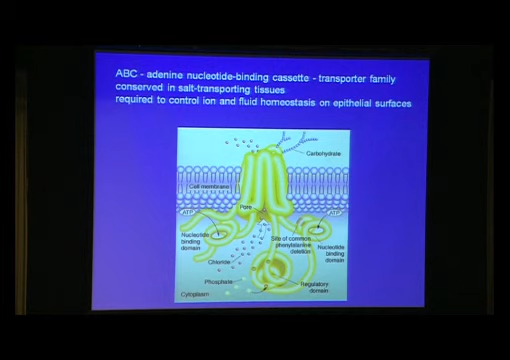 ABC - adenine nucleotide-binding cassette - transporter family
conserved in salt-transporting tissues
required to control ion and fluid homeostasis on epithelial surfaces
Carbohydrate
Cell membrane
Pore
ATP
ATP
Nucleotide
binding
domain
Site of common
phenylalanine
deletion
Nucleotide
binding
domain
Chloride
Phosphate
Regulatory
domain
Cytoplasm